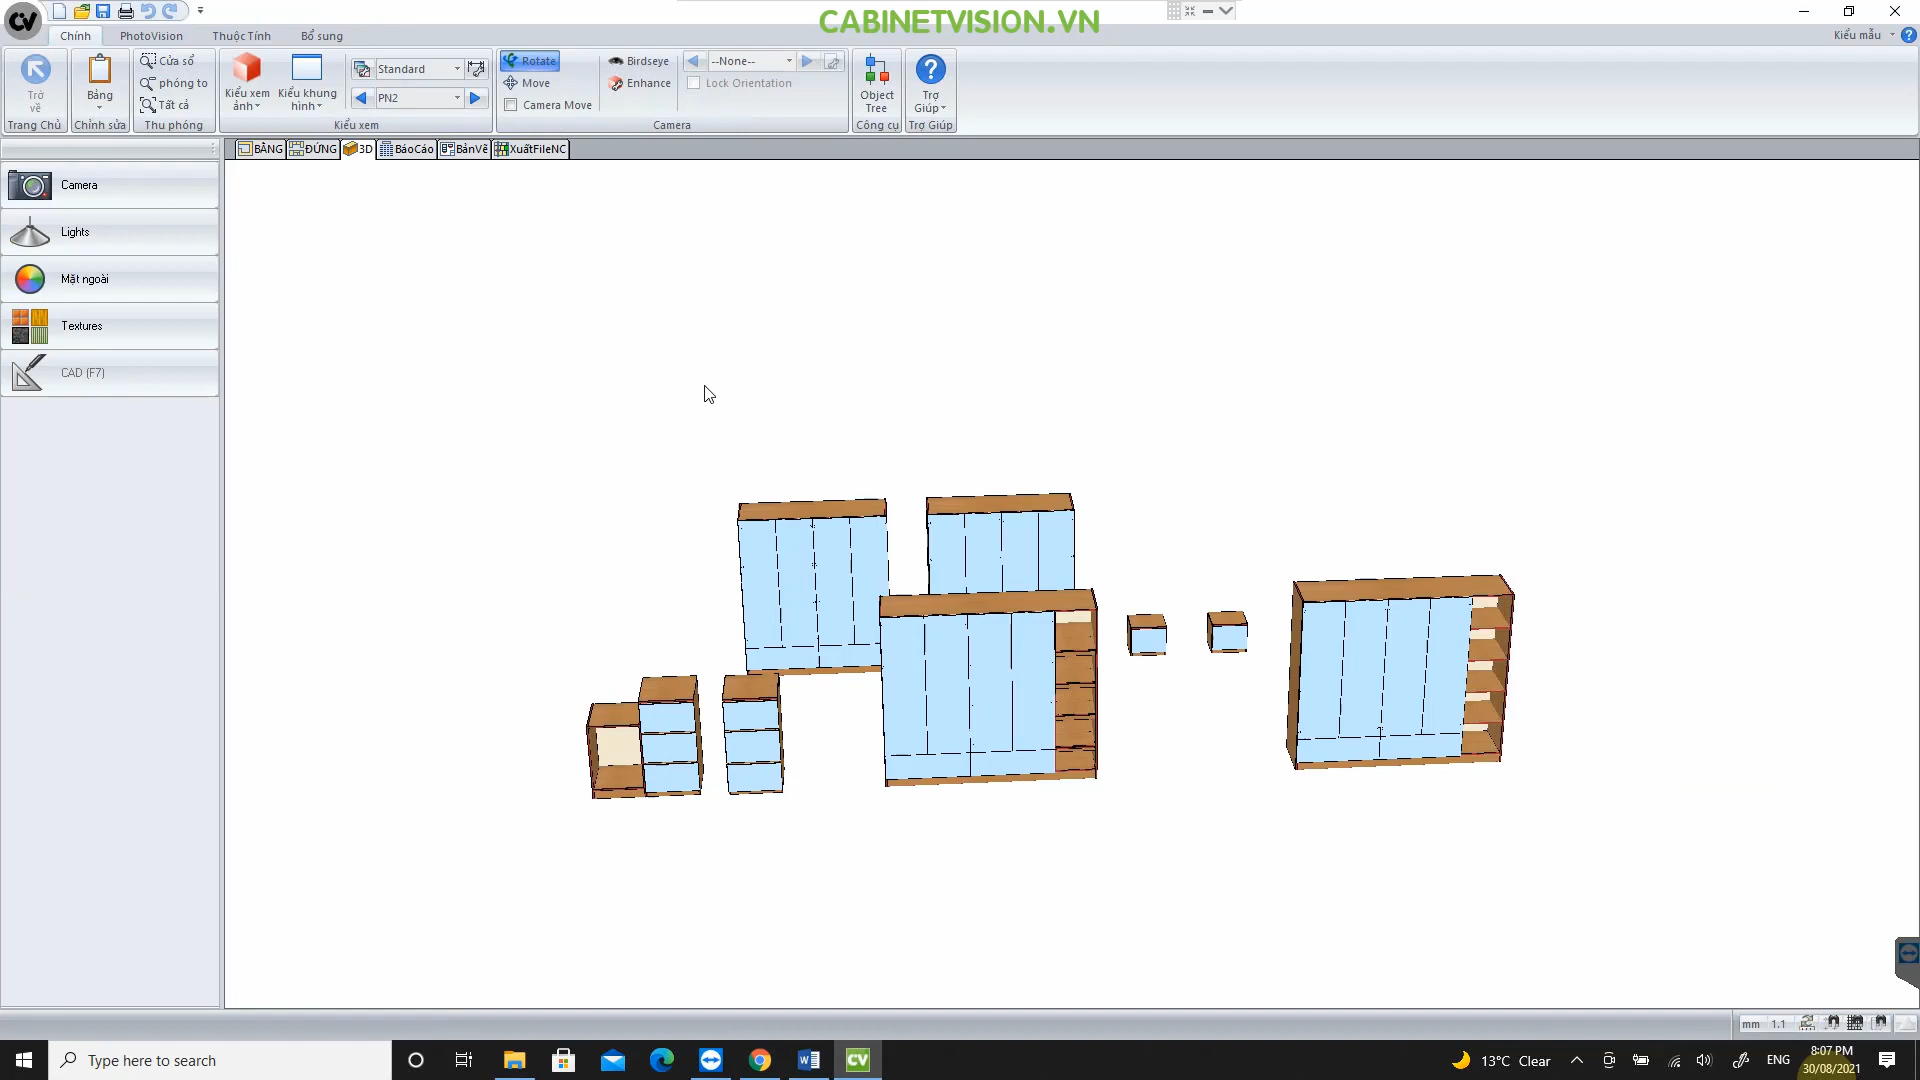 CV
CABINETVISION.VN
Chính
PhotoVision
Thuộc Tính
Bổ sung
Kiểu mẫu
Trở
về
Trang Chủ
Bảng
Chỉnh sửa
Cửa sổ
phóng to
Tất cả
Thu phóng
Kiểu xem
ảnh
Kiểu khung
hình
Standard
PN2
Kiểu xem
Rotate
Move
Camera Move
Birdseye
Enhance
--None--
Lock Orientation
Camera
Object
Tree
Công cụ
Trợ
Giúp
Trợ Giúp
BẰNG
ĐỨNG
3D
BáoCáo
BảnVẽ
XuấtFileNC
Camera
Lights
Mặt ngoài
Textures
CAD (F7)
mm
1.1
Type here to search
CV
13°C Clear
ENG
8:07 PM
30/08/2021